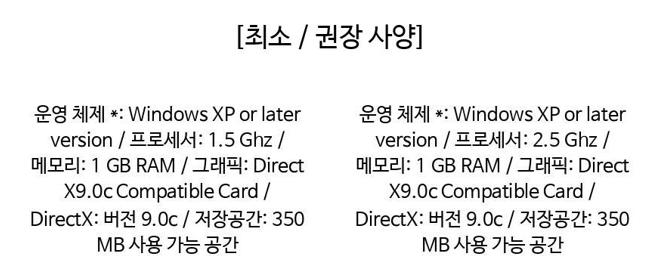 [최소 / 권장 사양]
운영 체제 *: Windows XP or later
version / 프로세서: 1.5 Ghz /
메모리: 1 GB RAM / 그래픽: Direct
X9.0c Compatible Card /
DirectX: 버전 9.0c / 저장공간: 350
MB 사용 가능 공간
운영 체제 *: Windows XP or later
version / 프로세서: 2.5 Ghz /
메모리: 1 GB RAM / 그래픽: Direct
X9.0c Compatible Card /
DirectX: 버전 9.0c / 저장공간: 350
MB 사용 가능 공간